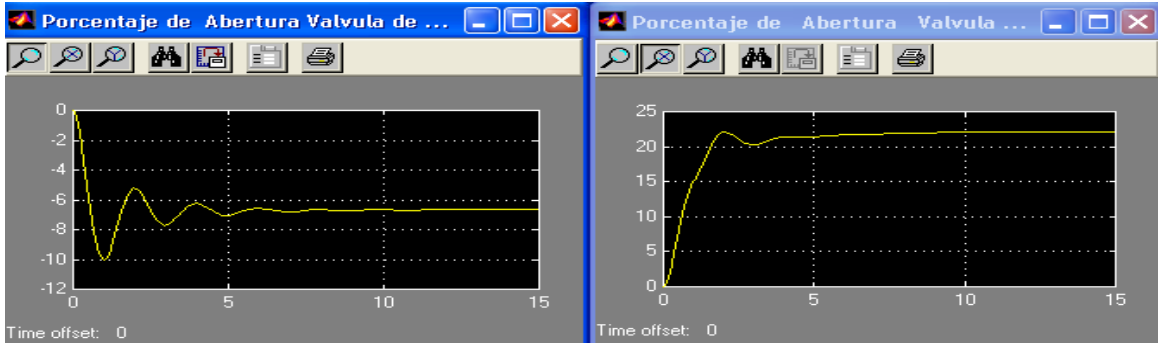 Porcentaje de Abertura Valvula de ...
0
-2
-4
-6
-8
-10
-12
0 5 10 15
Time offset: 0
Porcentaje de Abertura Valvula ...
25
20
15
10
5
0
0 5 10 15
Time offset: 0